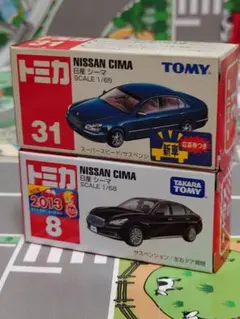 トミカ
NISSAN CIMA
日産 シーマ
SCALE 1/65
TOMY
31
スーパースピード/サスペンション
トミカ
NISSAN CIMA
日産 シーマ
SCALE 1/68
TAKARA TOMY
2013
8
サスペンション/左右ドア開閉